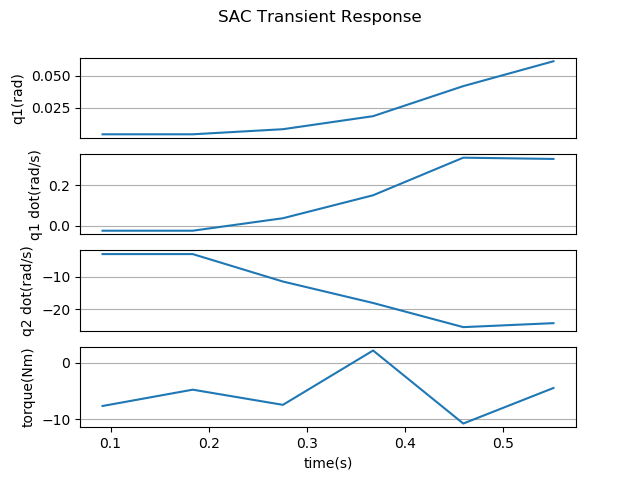 SAC Transient Response
0.050
0.025
q1(rad)
0.2
0.0
q1 dot(rad/s)
−10
−20
q2 dot(rad/s)
0
−10
torque(Nm)
0.1 0.2 0.3 0.4 0.5
time(s)